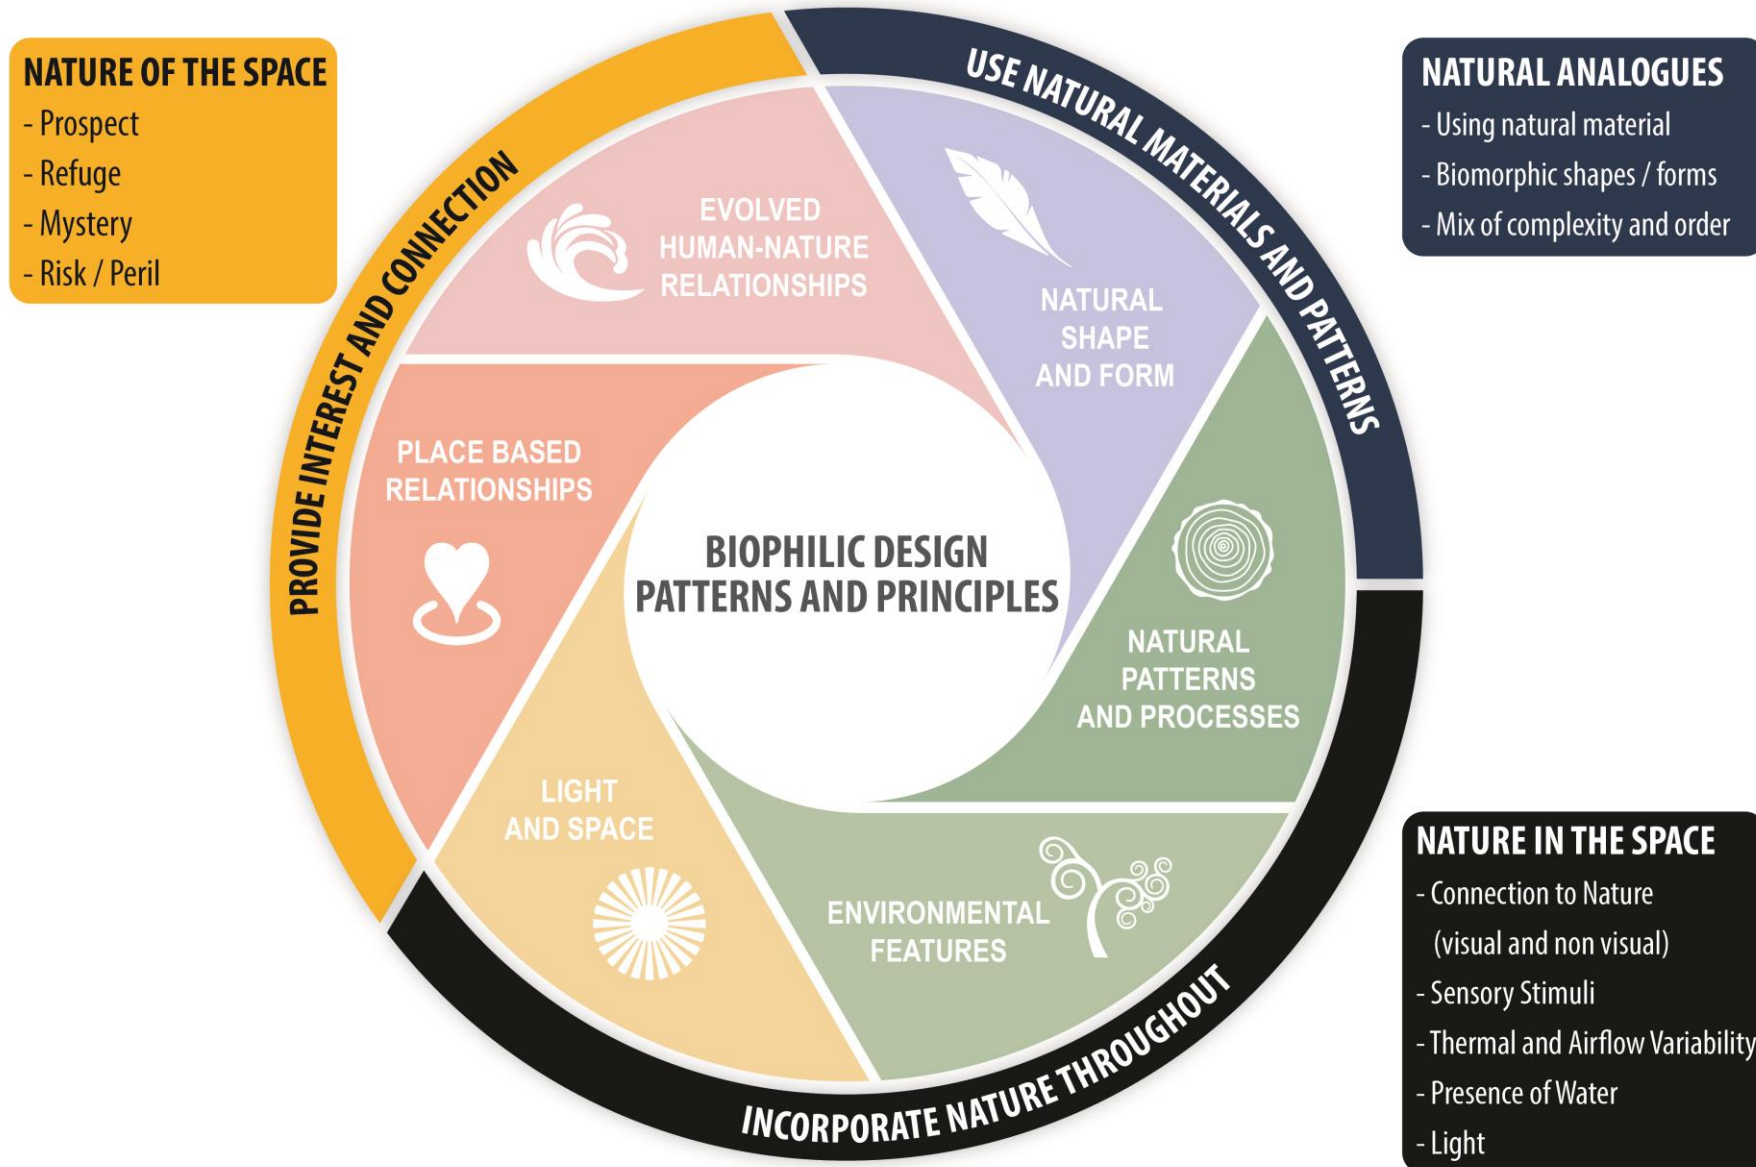 NATURE OF THE SPACE
- Prospect
- Refuge
- Mystery
- Risk / Peril
PROVIDE INTEREST AND CONNECTION
USE NATURAL MATERIALS AND PATTERNS
NATURAL ANALOGUES
- Using natural material
- Biomorphic shapes / forms
- Mix of complexity and order
EVOLVED
HUMAN-NATURE
RELATIONSHIPS
NATURAL
SHAPE
AND FORM
PLACE BASED
RELATIONSHIPS
BIOPHILIC DESIGN
PATTERNS AND PRINCIPLES
NATURAL
PATTERNS
AND PROCESSES
LIGHT
AND SPACE
ENVIRONMENTAL
FEATURES
INCORPORATE NATURE THROUGHOUT
NATURE IN THE SPACE
- Connection to Nature
(visual and non visual)
- Sensory Stimuli
- Thermal and Airflow Variability
- Presence of Water
- Light